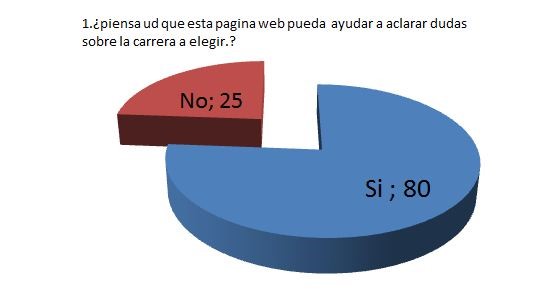 1.¿piensa ud que esta pagina web pueda ayudar a aclarar dudas
sobre la carrera a elegir.?
No; 25
Si ; 80